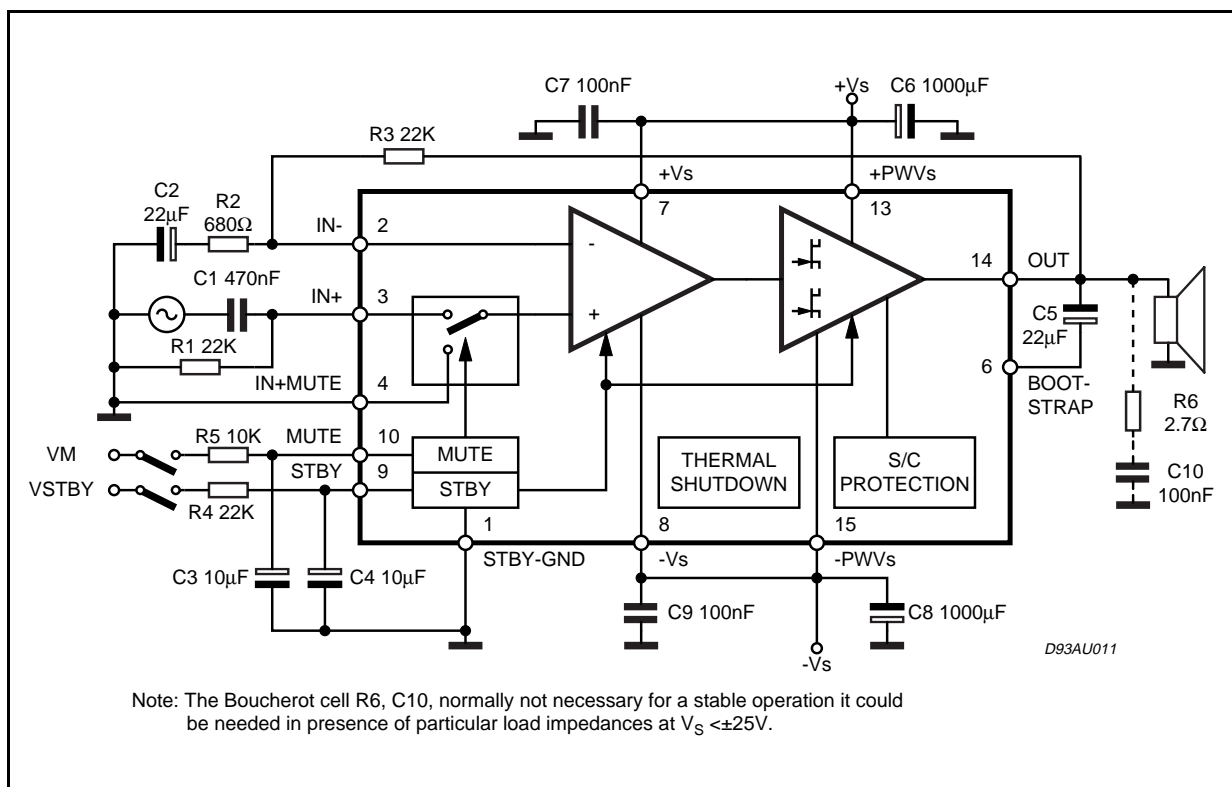 C7 100nF
+Vs
C6 1000µF
R3 22K
+Vs
+PWVs
C2
22µF
R2
680Ω
IN-
2
7
13
-
C1 470nF
IN+
3
+
14
OUT
C5
22µF
R1 22K
IN+MUTE
4
6
BOOT-
STRAP
R6
2.7Ω
VM
R5 10K
MUTE
10
MUTE
THERMAL
SHUTDOWN
S/C
PROTECTION
C10
100nF
VSTBY
R4 22K
STBY
9
STBY
1
8
15
STBY-GND
-Vs
-PWVs
C3 10µF
C4 10µF
C9 100nF
C8 1000µF
-Vs
D93AU011
Note: The Boucherot cell R6, C10, normally not necessary for a stable operation it could
be needed in presence of particular load impedances at VS <±25V.